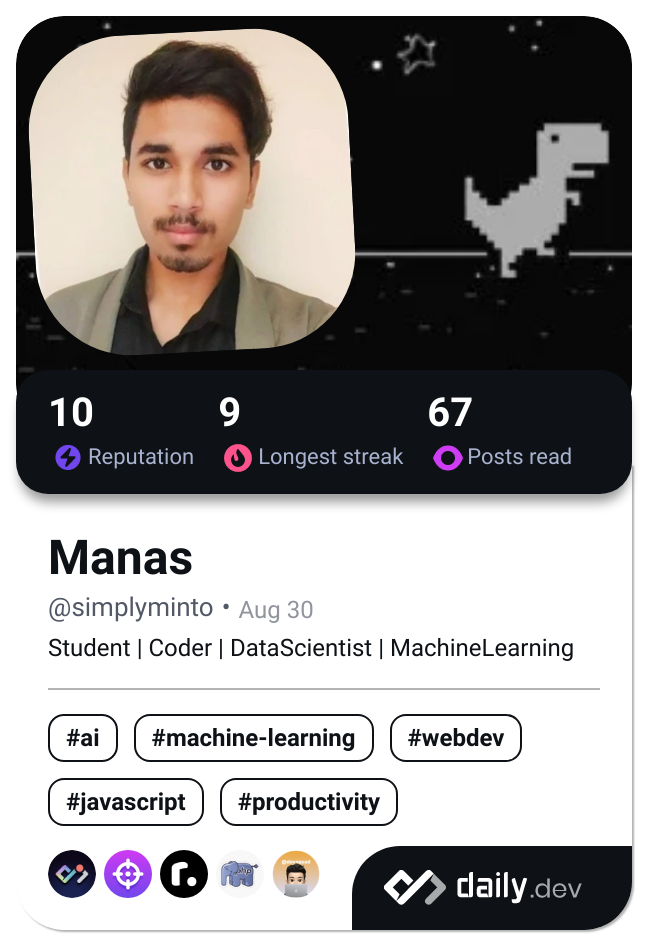 10 9 67
Reputation Longest streak Posts read
Manas
@simplyminto • Aug 30
Student | Coder | DataScientist | MachineLearning
#ai #machine-learning #webdev
#javascript #productivity
php
daily.dev